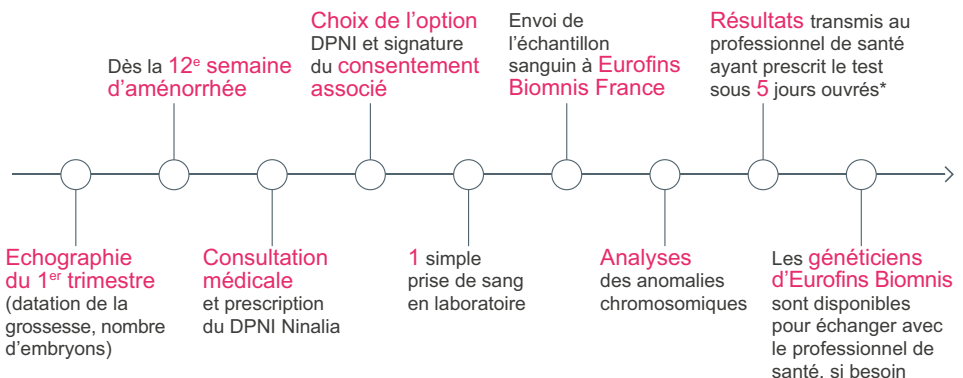 Echographie
du 1er trimestre
(datation de la
grossesse, nombre
d’embryons)
Dès la 12e semaine
d’aménorrhée
Consultation
médicale
et prescription
du DPNI Ninalia
Choix de l’option
DPNI et signature
du consentement
associé
1 simple
prise de sang
en laboratoire
Envoi de
l’échantillon
sanguin à Eurofins
Biomnis France
Analyses
des anomalies
chromosomiques
Résultats transmis au
professionnel de santé
ayant prescrit le test
sous 5 jours ouvrés*
Les généticiens
d’Eurofins Biomnis
sont disponibles
pour échanger avec
le professionnel de
santé, si besoin